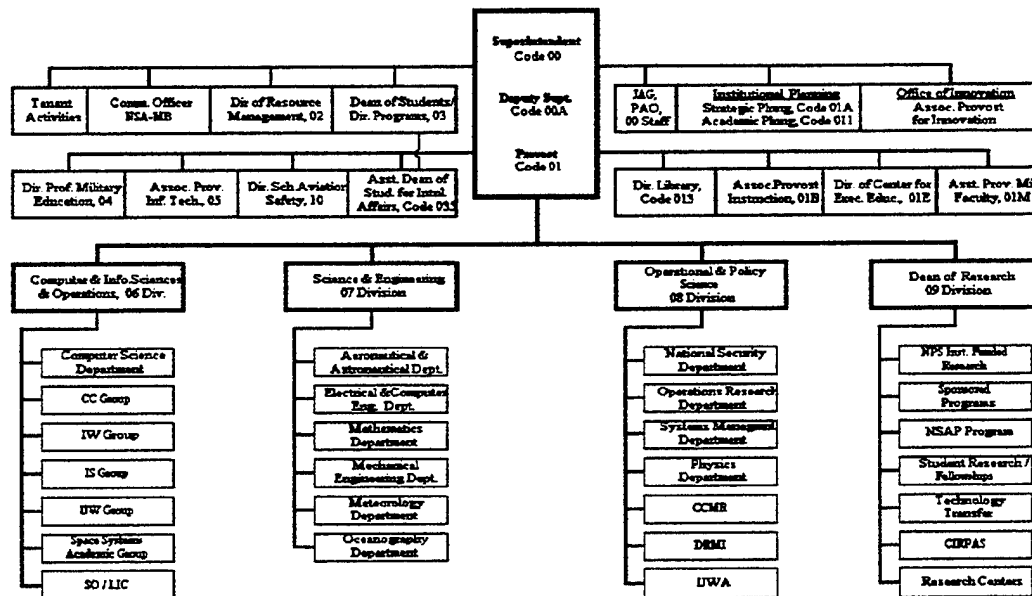 Superintendent
Code 00
Deputy Supt.
Code 00A
Provost
Code 01
Tenant
Activities
Comm. Officer
NSA-MB
Dir of Resource
Management, 02
Dean of Students/
Dir. Programs, 03
JAG,
PAO,
00 Staff
Institutional Planning
Strategic Plnng, Code 01A
Academic Plnng, Code 011
Office of Innovation
Assoc. Provost
for Innovation
Dir. Prof. Military
Education, 04
Assoc. Prov.
Inf. Tech., 05
Dir. Sch. Aviation
Safety, 10
Asst. Dean of
Stud. for Intnl.
Affairs, Code 035
Dir. Library,
Code 013
Assoc. Provost
Instruction, 01B
Dir. of Center for
Exec. Educ., 01E
Asst. Prov. Mil
Faculty, 01M
Computer & Info. Sciences
& Operations, 06 Div.
Science & Engineering
07 Division
Operational & Policy
Science
08 Division
Dean of Research
09 Division
Computer Science
Department
CC Group
IW Group
IS Group
UW Group
Space Systems
Academic Group
SO / LIC
Aeronautical &
Astronautical Dept.
Electrical & Computer
Eng. Dept.
Mathematics
Department
Mechanical
Engineering Dept.
Meteorology
Department
Oceanography
Department
National Security
Department
Operations Research
Department
Systems Managmnt
Department
Physics
Department
CCMR
DRMI
IJWA
NPS Inst. Funded
Research
Sponsored
Programs
NSAP Program
Student Research /
Fellowships
Technology
Transfer
CIRPAS
Research Centers